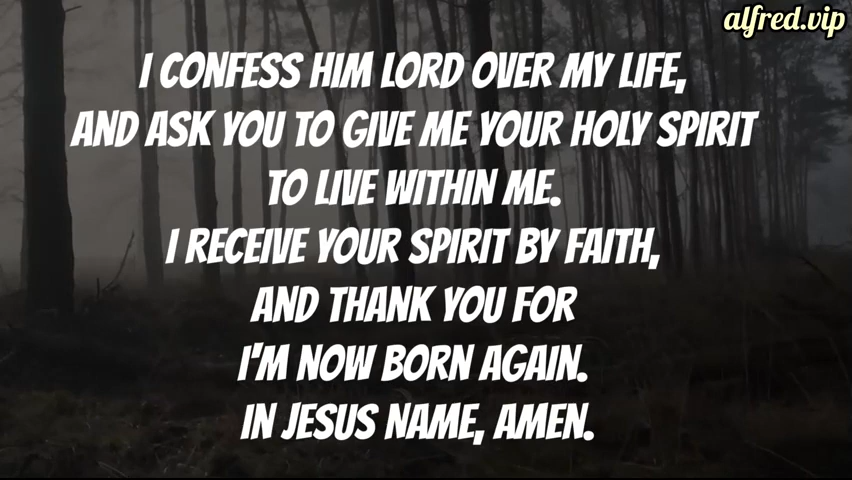 alfred.vip
I CONFESS HIM LORD OVER MY LIFE,
AND ASK YOU TO GIVE ME YOUR HOLY SPIRIT
TO LIVE WITHIN ME.
I RECEIVE YOUR SPIRIT BY FAITH,
AND THANK YOU FOR
I'M NOW BORN AGAIN.
IN JESUS NAME, AMEN.